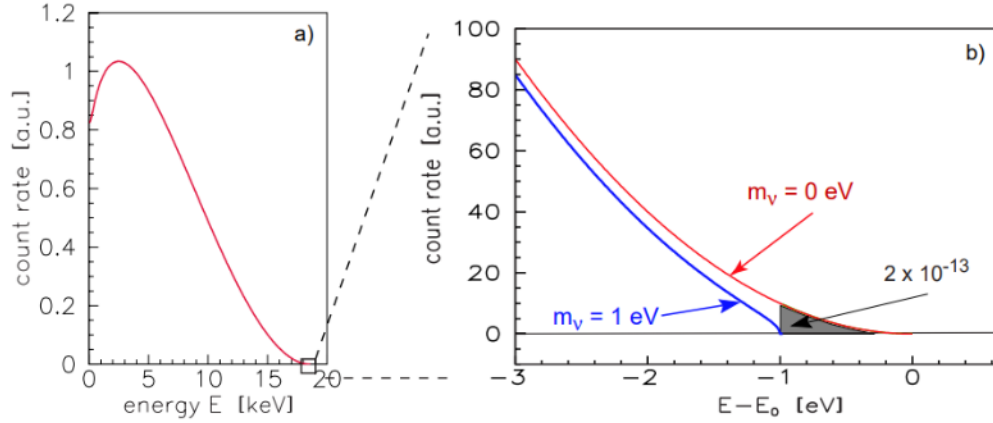 a)
1.2
1
0.8
0.6
0.4
0.2
0
count rate [a.u.]
0 5 10 15 20
energy E [keV]
b)
100
80
60
40
20
0
count rate [a.u.]
mν = 0 eV
2 x 10⁻¹³
mν = 1 eV
−3 −2 −1 0
E−E₀ [eV]